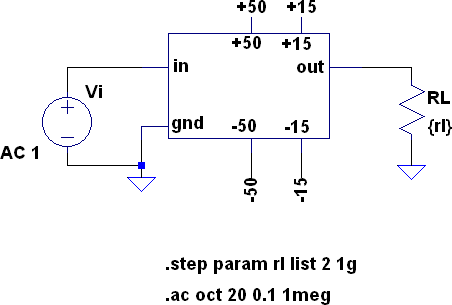 +50 +15
+50 +15
in out
Vi
RL
{rl}
gnd -50 -15
AC 1
-50 -15
.step param rl list 2 1g
.ac oct 20 0.1 1meg